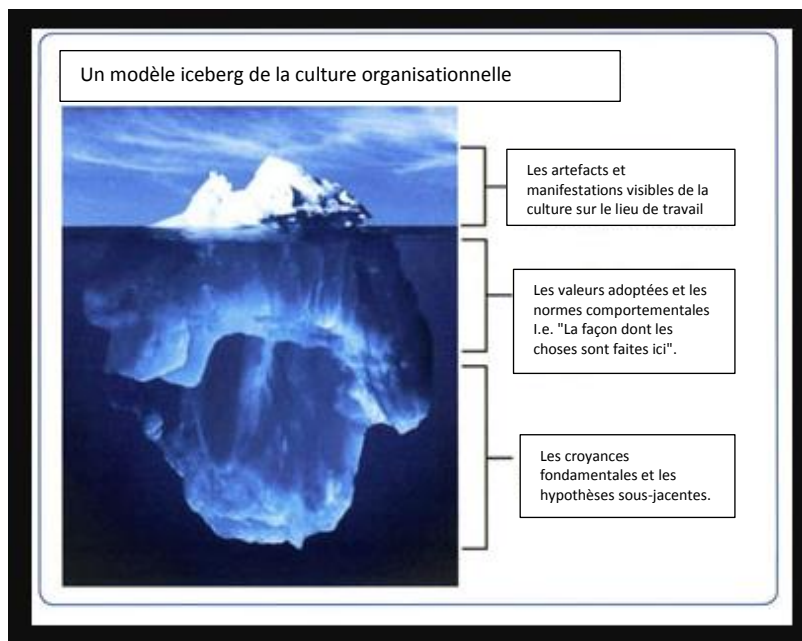 Un modèle iceberg de la culture organisationnelle
Les artefacts et
manifestations visibles de la
culture sur le lieu de travail
Les valeurs adoptées et les
normes comportementales
I.e. "La façon dont les
choses sont faites ici".
Les croyances
fondamentales et les
hypothèses sous-jacentes.